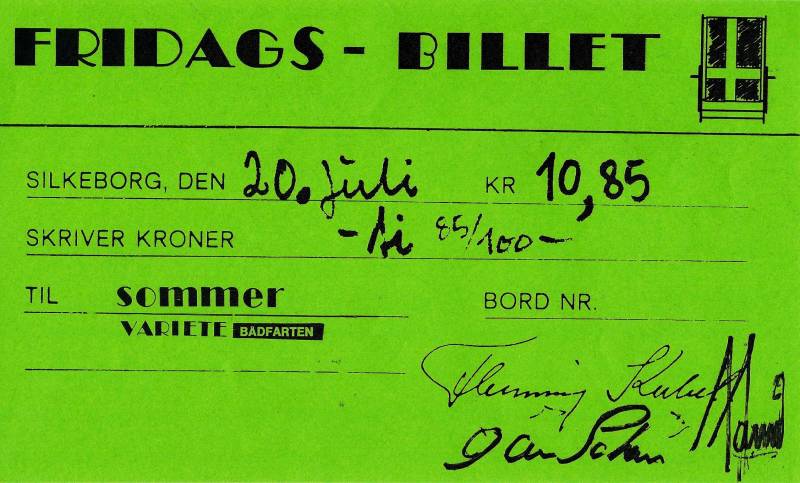 FRIDAGS - BILLET
SILKEBORG, DEN 20. Juli KR 10,85
SKRIVER KRONER - ti 85/100 -
TIL sommer BORD NR.
VARIETE BÅDFARTEN
Flemming